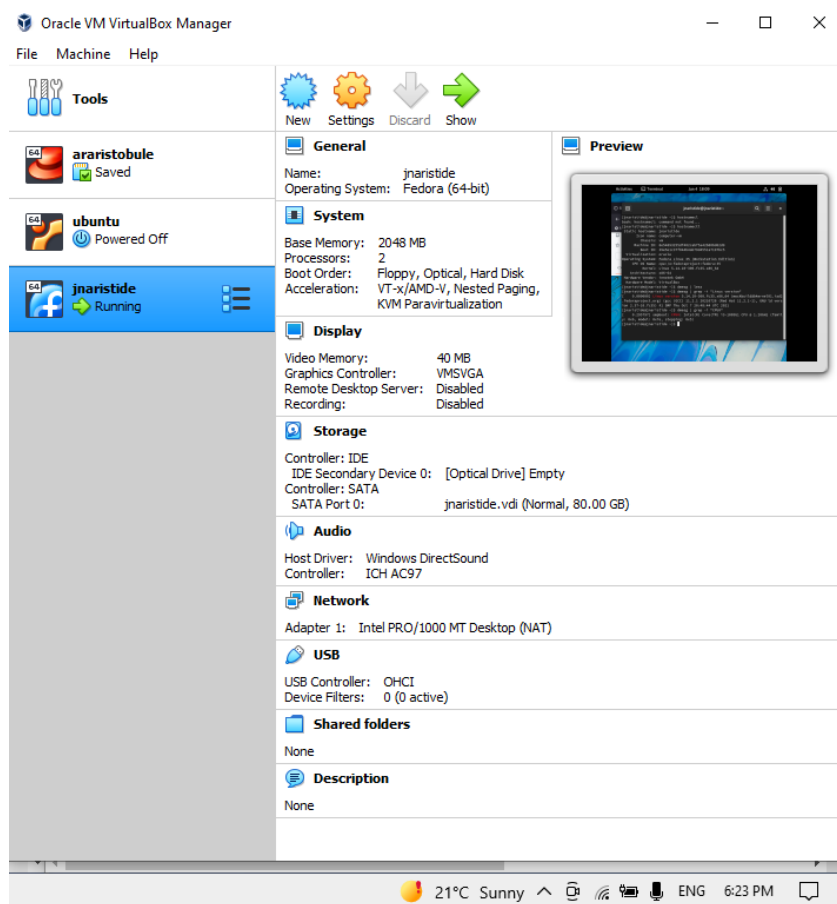 Oracle VM VirtualBox Manager
File Machine Help
Tools
New Settings Discard Show
64
araristobule
Saved
64
ubuntu
Powered Off
64
jnaristide
Running
General
Name: jnaristide
Operating System: Fedora (64-bit)
System
Base Memory: 2048 MB
Processors: 2
Boot Order: Floppy, Optical, Hard Disk
Acceleration: VT-x/AMD-V, Nested Paging,
KVM Paravirtualization
Preview
Display
Video Memory: 40 MB
Graphics Controller: VMSVGA
Remote Desktop Server: Disabled
Recording: Disabled
Storage
Controller: IDE
IDE Secondary Device 0: [Optical Drive] Empty
Controller: SATA
SATA Port 0: jnaristide.vdi (Normal, 80.00 GB)
Audio
Host Driver: Windows DirectSound
Controller: ICH AC97
Network
Adapter 1: Intel PRO/1000 MT Desktop (NAT)
USB
USB Controller: OHCI
Device Filters: 0 (0 active)
Shared folders
None
Description
None
21°C Sunny ENG 6:23 PM